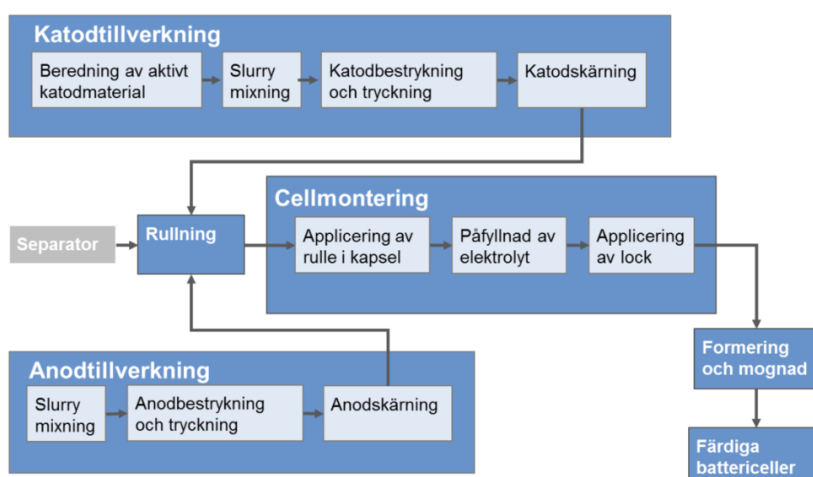 Katodtillverkning
Beredning av aktivt
katodmaterial
Slurry
mixning
Katodbestrykning
och tryckning
Katodskärning
Separator
Rullning
Cellmontering
Applicering av
rulle i kapsel
Påfyllnad av
elektrolyt
Applicering
av lock
Anodtillverkning
Slurry
mixning
Anodbestrykning
och tryckning
Anodskärning
Formering
och mognad
Färdiga
battericeller